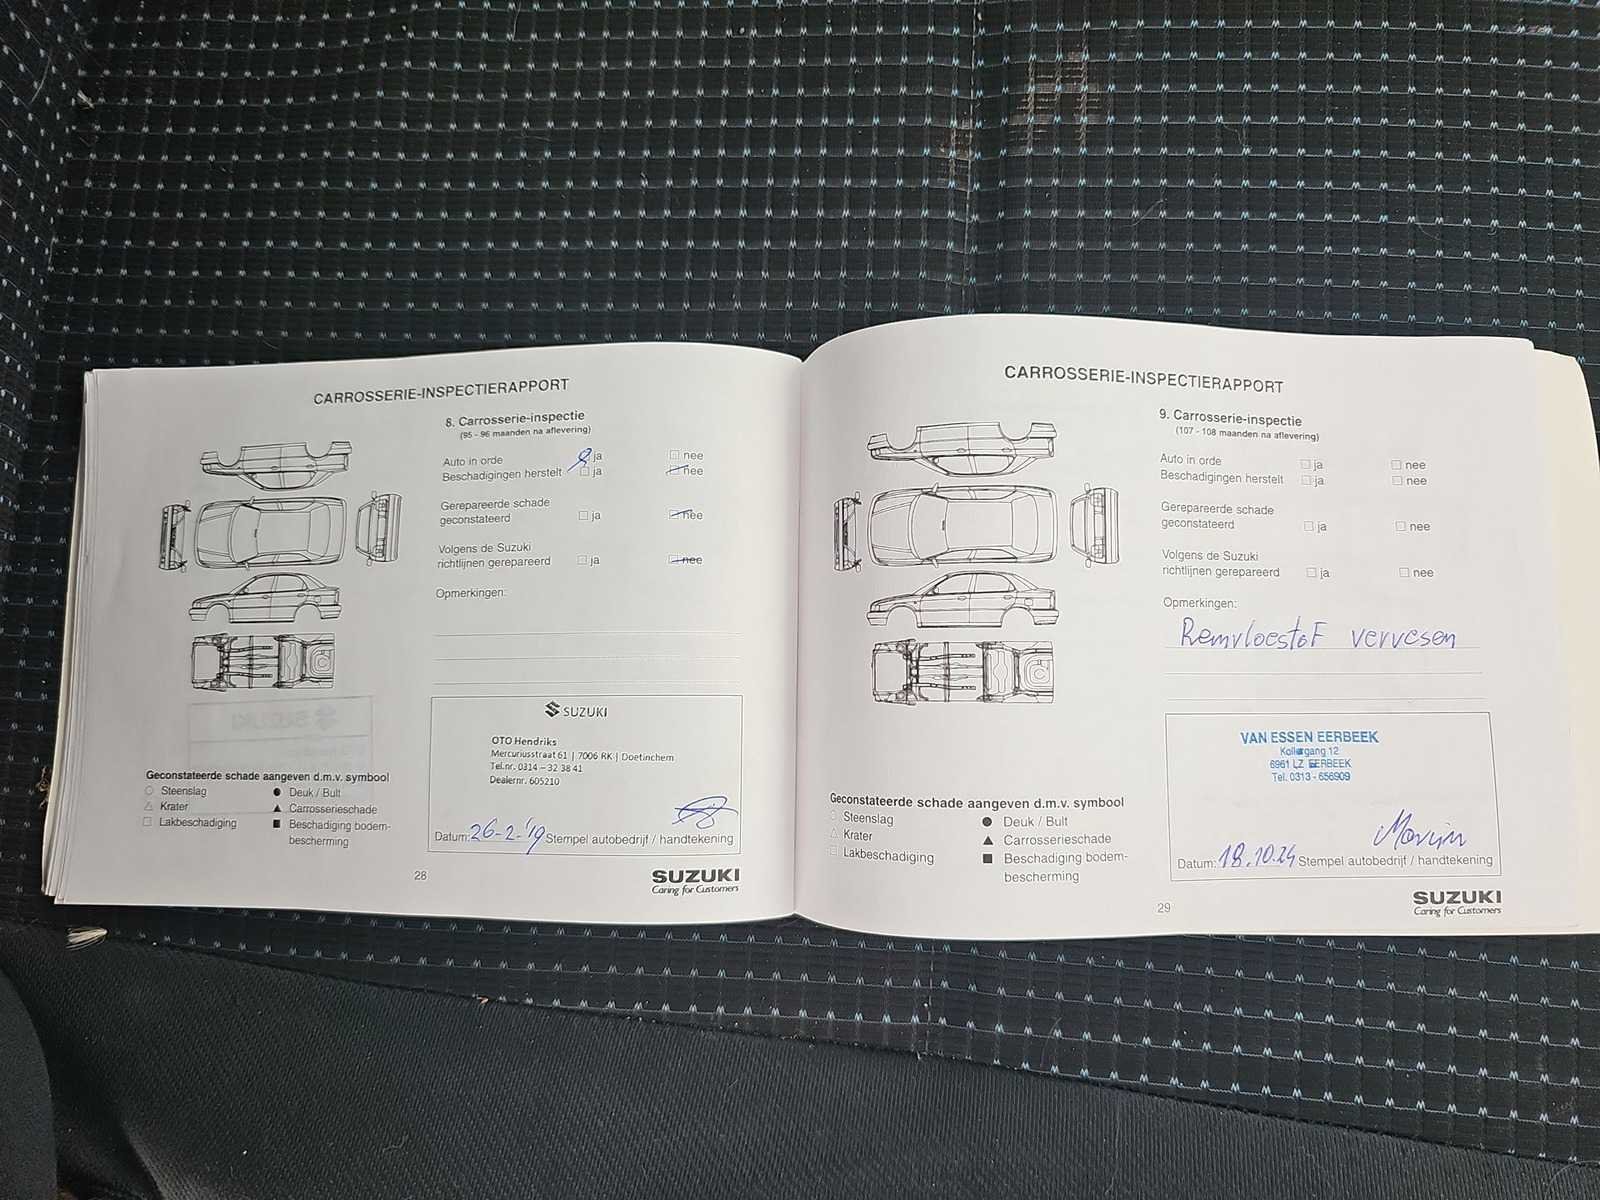 CARROSSERIE-INSPECTIERAPPORT
8. Carrosserie-inspectie
(95 - 96 maanden na aflevering)
Auto in orde ja nee
Beschadigingen herstelt ja nee
Gerepareerde schade
geconstateerd ja nee
Volgens de Suzuki
richtlijnen gerepareerd ja nee
Opmerkingen:
SUZUKI
OTO Hendriks
Mercuriusstraat 61 | 7006 RK | Doetinchem
Tel.nr. 0314 – 32 38 41
Dealernr. 605210
Datum: 26-2-'19 Stempel autobedrijf / handtekening
Geconstateerde schade aangeven d.m.v. symbool
Steenslag Deuk / Bult
Krater Carrosserieschade
Lakbeschadiging Beschadiging bodem-
bescherming
28
SUZUKI
Caring for Customers
CARROSSERIE-INSPECTIERAPPORT
9. Carrosserie-inspectie
(107 - 108 maanden na aflevering)
Auto in orde ja nee
Beschadigingen herstelt ja nee
Gerepareerde schade
geconstateerd ja nee
Volgens de Suzuki
richtlijnen gerepareerd ja nee
Opmerkingen:
Remvloestof vervesen
VAN ESSEN EERBEEK
Kollergang 12
6961 LZ EERBEEK
Tel. 0313 - 656909
Datum: 18.10.24 Stempel autobedrijf / handtekening
Geconstateerde schade aangeven d.m.v. symbool
Steenslag Deuk / Bult
Krater Carrosserieschade
Lakbeschadiging Beschadiging bodem-
bescherming
29
SUZUKI
Caring for Customers